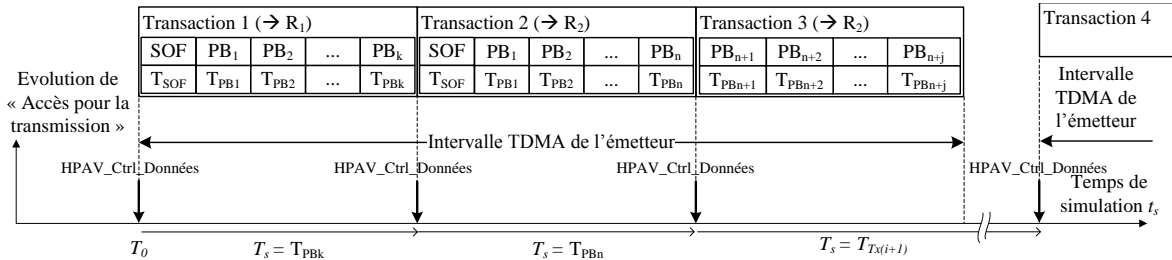 Transaction 1 (→ R1) Transaction 2 (→ R2) Transaction 3 (→ R2) Transaction 4
SOF PB1 PB2 ... PBk SOF PB1 PB2 ... PBn PBn+1 PBn+2 ... PBn+j
TSOF TPB1 TPB2 ... TPBk TSOF TPB1 TPB2 ... TPBn TPBn+1 TPBn+2 ... TPBn+j
Evolution de
« Accès pour la
transmission »
Intervalle TDMA de l’émetteur
Intervalle
TDMA de
l’émetteur
HPAV_Ctrl_Données HPAV_Ctrl_Données HPAV_Ctrl_Données HPAV_Ctrl_Données
Temps de
simulation ts
T0 Ts = TPBk Ts = TPBn Ts = TTx(i+1)